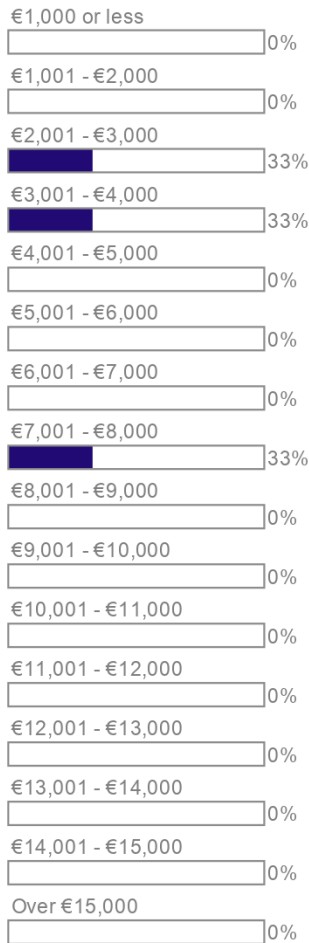 €1,000 or less
0%
€1,001 - €2,000
0%
€2,001 - €3,000
33%
€3,001 - €4,000
33%
€4,001 - €5,000
0%
€5,001 - €6,000
0%
€6,001 - €7,000
0%
€7,001 - €8,000
33%
€8,001 - €9,000
0%
€9,001 - €10,000
0%
€10,001 - €11,000
0%
€11,001 - €12,000
0%
€12,001 - €13,000
0%
€13,001 - €14,000
0%
€14,001 - €15,000
0%
Over €15,000
0%